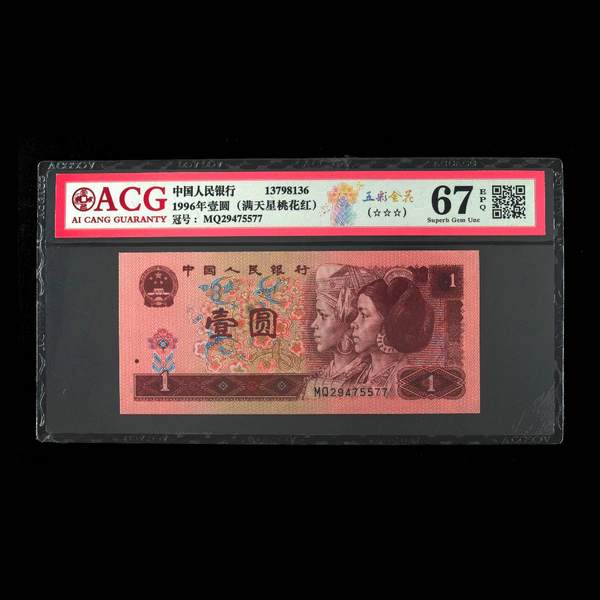 ACG
AI CANG GUARANTY
中国人民银行 13798136
1996年壹圆（满天星桃花红）
冠号：MQ29475577
五彩金花
(☆☆☆)
67
EPQ
Superb Gem Unc
中国人民银行
1
壹圆
MQ29475577
1
1